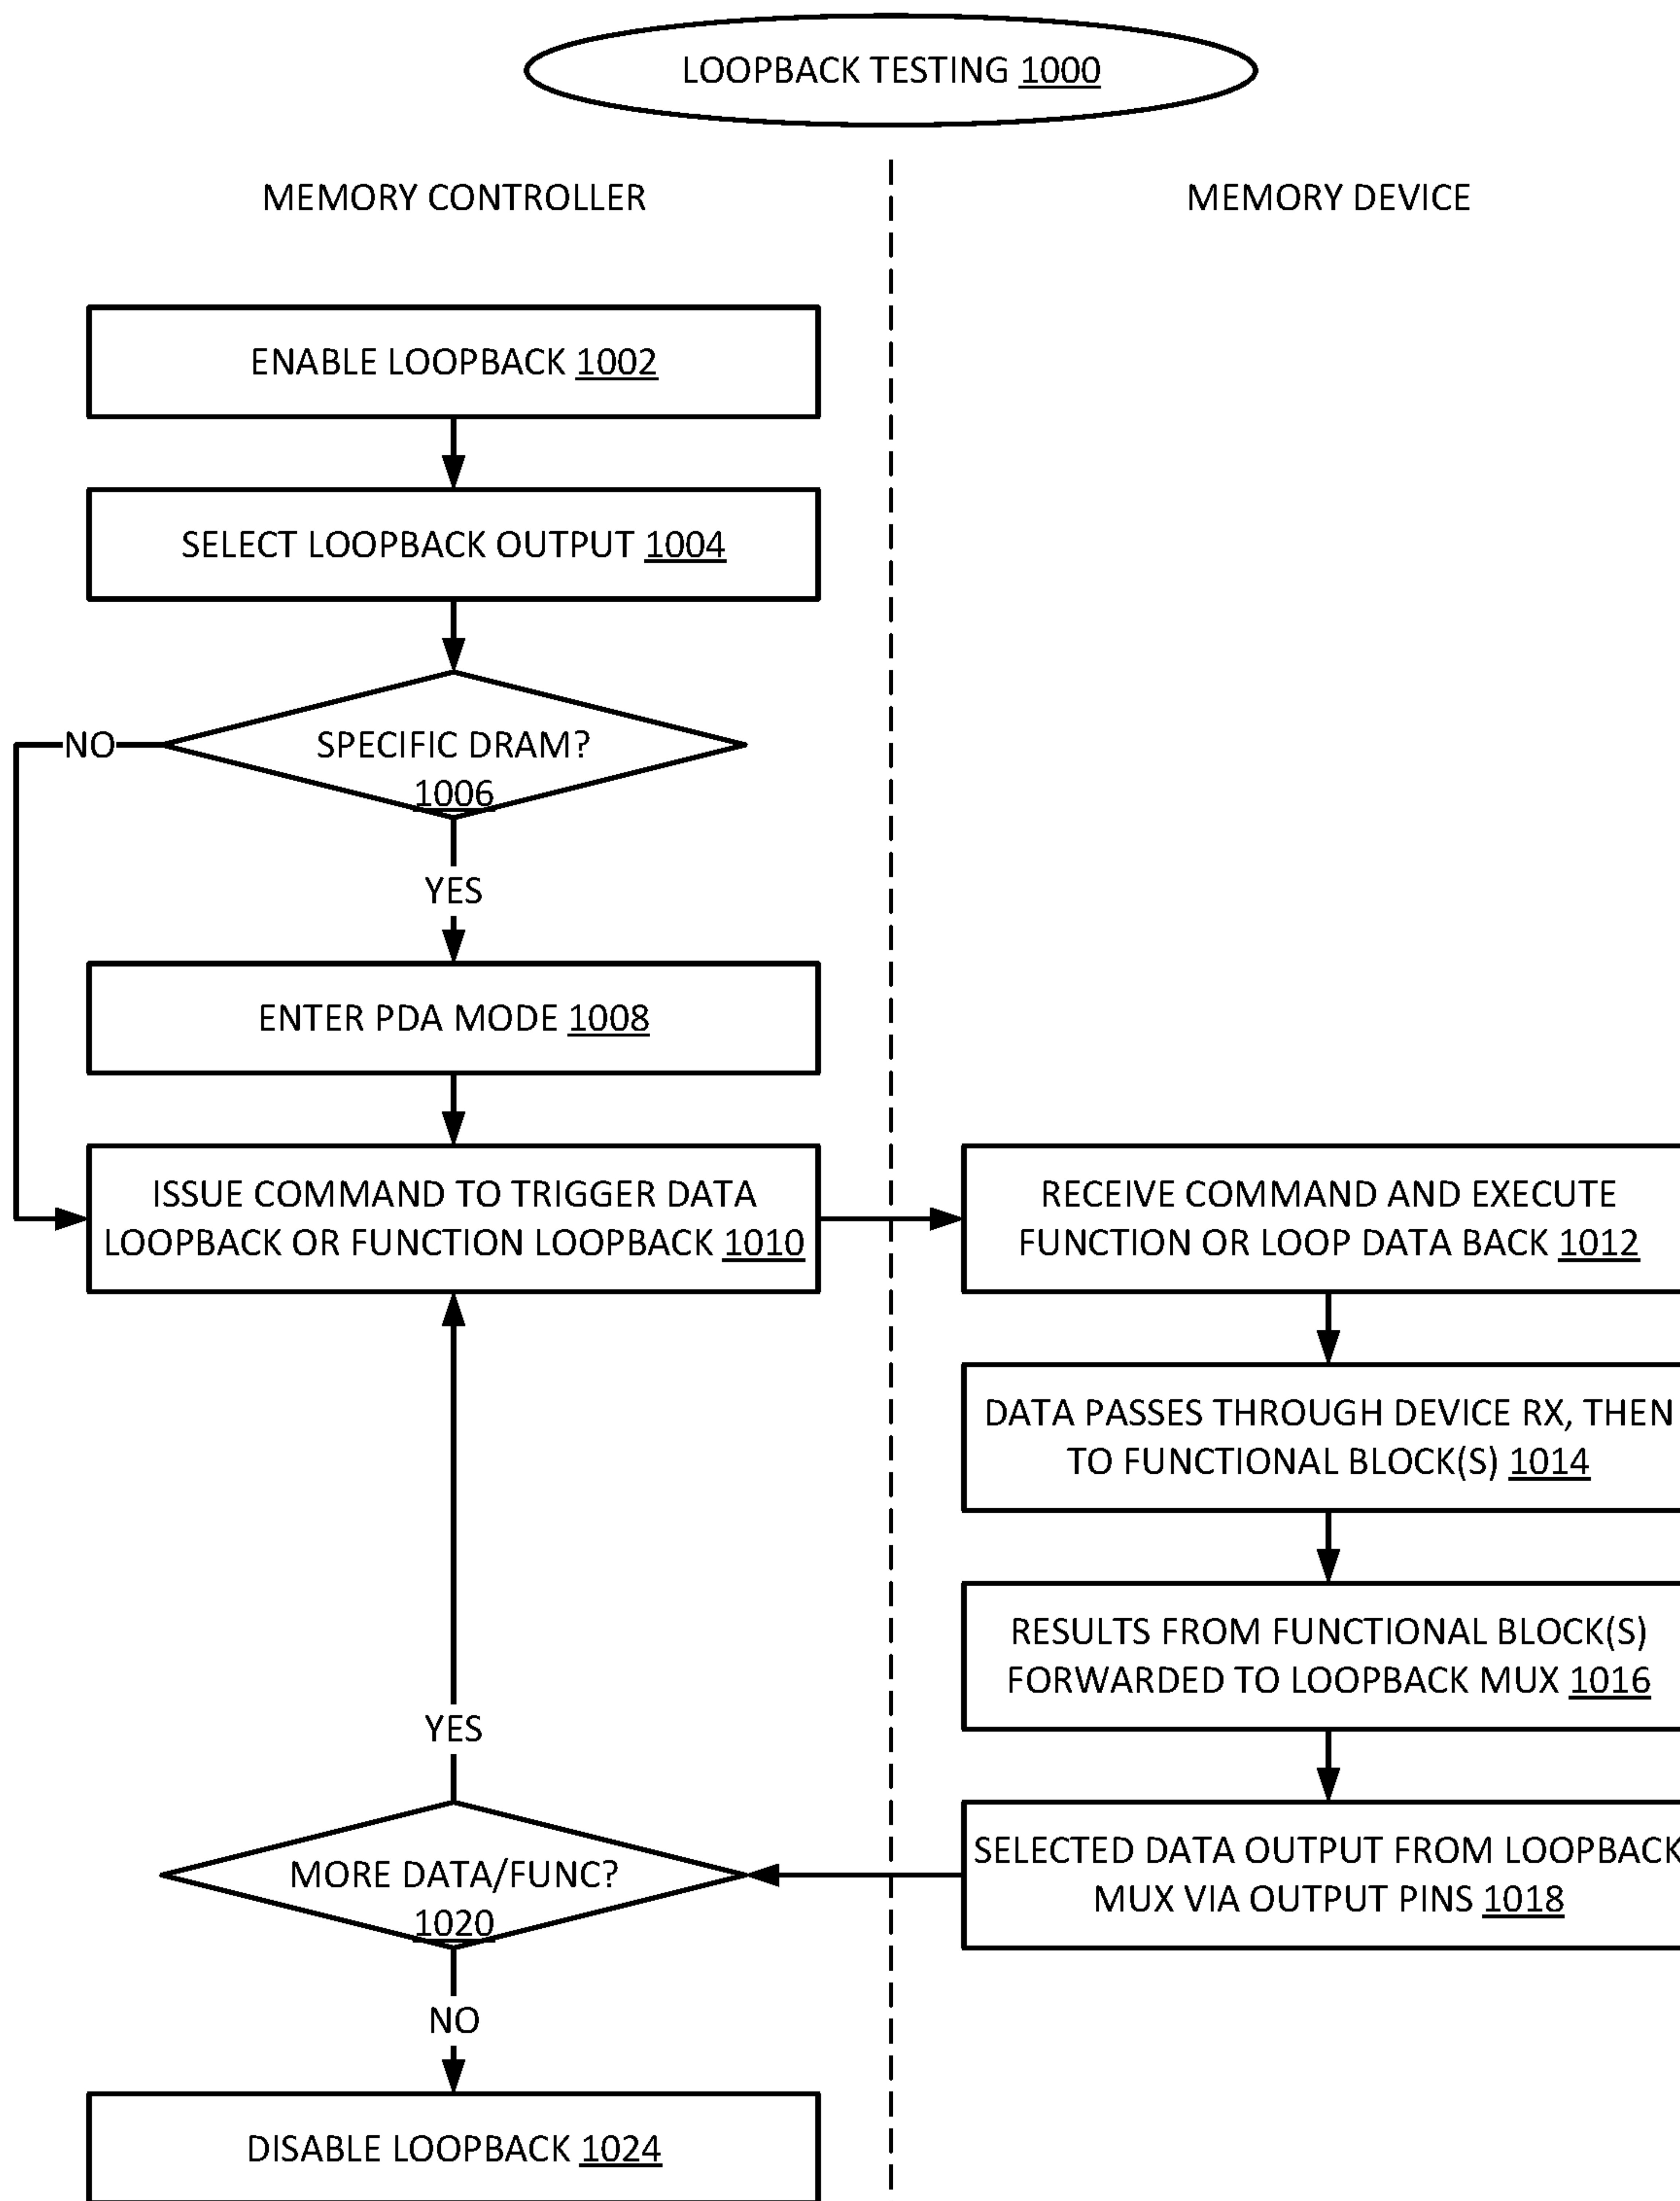 LOOPBACK TESTING 1000
MEMORY CONTROLLER
MEMORY DEVICE
ENABLE LOOPBACK 1002
SELECT LOOPBACK OUTPUT 1004
NO
SPECIFIC DRAM?
1006
YES
ENTER PDA MODE 1008
ISSUE COMMAND TO TRIGGER DATA
LOOPBACK OR FUNCTION LOOPBACK 1010
RECEIVE COMMAND AND EXECUTE
FUNCTION OR LOOP DATA BACK 1012
DATA PASSES THROUGH DEVICE RX, THEN
TO FUNCTIONAL BLOCK(S) 1014
RESULTS FROM FUNCTIONAL BLOCK(S)
FORWARDED TO LOOPBACK MUX 1016
SELECTED DATA OUTPUT FROM LOOPBACK
MUX VIA OUTPUT PINS 1018
YES
MORE DATA/FUNC?
1020
NO
DISABLE LOOPBACK 1024